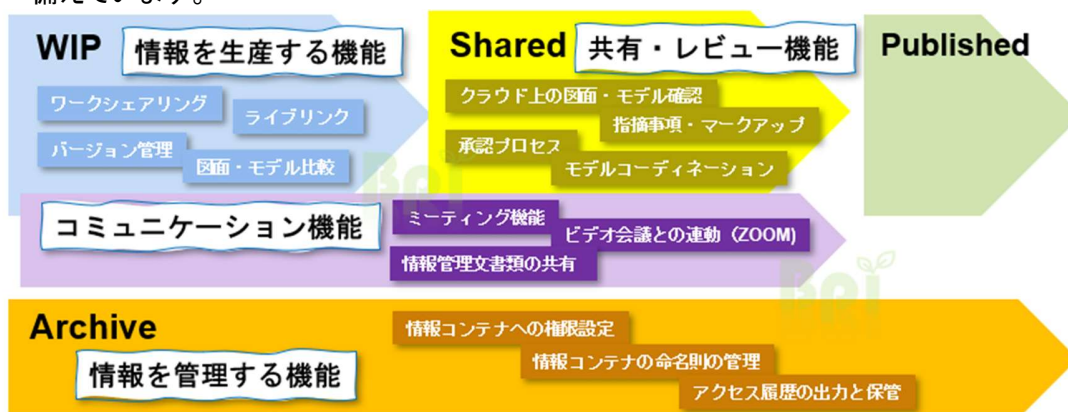 備えています。
WIP 情報を生産する機能
ワークシェアリング
ライブリンク
バージョン管理
図面・モデル比較
Shared 共有・レビュー機能
クラウド上の図面・モデル確認
指摘事項・マークアップ
承認プロセス
モデルコーディネーション
Published
コミュニケーション機能
ミーティング機能
ビデオ会議との連動（ZOOM)
情報管理文書類の共有
Archive
情報を管理する機能
情報コンテナへの権限設定
情報コンテナの命名則の管理
アクセス履歴の出力と保管
BRI
BRI